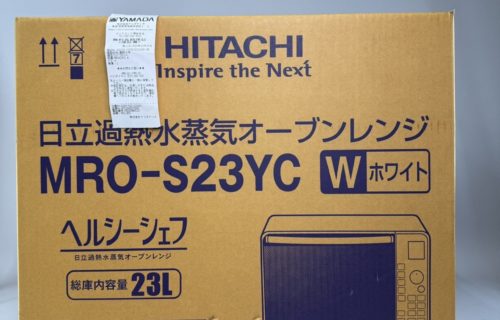 YAMADA
HITACHI
Inspire the Next
7
日立過熱水蒸気オーブンレンジ
MRO-S23YC Wホワイト
ヘルシーシェフ
日立過熱水蒸気オーブンレンジ
総庫内容量 23L